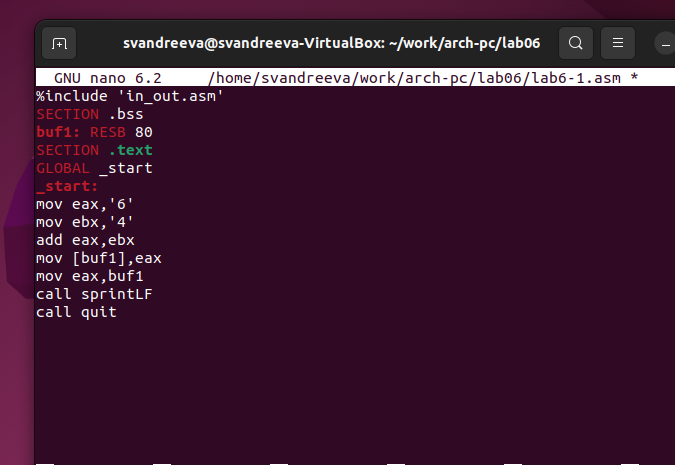 svandreeva@svandreeva-VirtualBox: ~/work/arch-pc/lab06
GNU nano 6.2 /home/svandreeva/work/arch-pc/lab06/lab6-1.asm *
%include 'in_out.asm'
SECTION .bss
buf1: RESB 80
SECTION .text
GLOBAL _start
_start:
mov eax,'6'
mov ebx,'4'
add eax,ebx
mov [buf1],eax
mov eax,buf1
call sprintLF
call quit